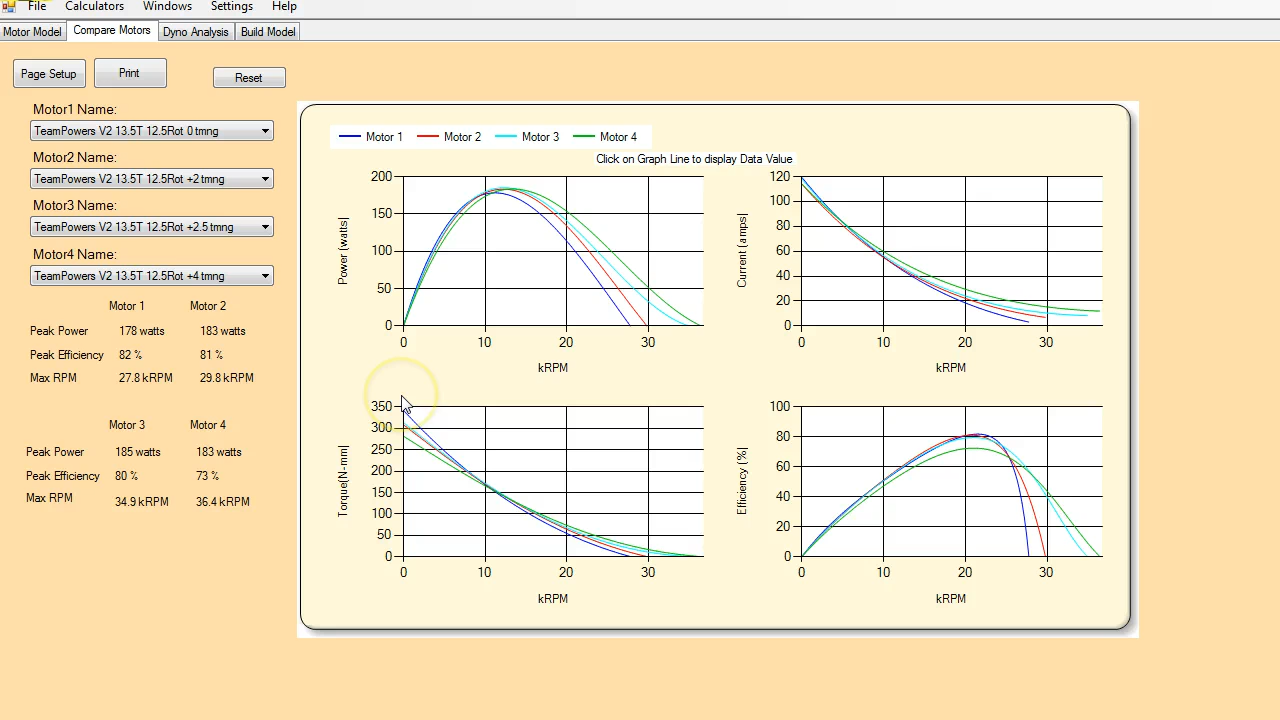 File Calculators Windows Settings Help
Motor Model Compare Motors Dyno Analysis Build Model
Page Setup Print Reset
Motor1 Name:
TeamPowers V2 13.5T 12.5Rot 0 tmng
Motor2 Name:
TeamPowers V2 13.5T 12.5Rot +2 tmng
Motor3 Name:
TeamPowers V2 13.5T 12.5Rot +2.5 tmng
Motor4 Name:
TeamPowers V2 13.5T 12.5Rot +4 tmng
Motor 1 Motor 2
Peak Power 178 watts 183 watts
Peak Efficiency 82 % 81 %
Max RPM 27.8 kRPM 29.8 kRPM
Motor 3 Motor 4
Peak Power 185 watts 183 watts
Peak Efficiency 80 % 73 %
Max RPM 34.9 kRPM 36.4 kRPM
Motor 1 Motor 2 Motor 3 Motor 4
Click on Graph Line to display Data Value
Power (watts)
200
150
100
50
0
0 10 20 30
kRPM
Current (amps)
120
100
80
60
40
20
0
0 10 20 30
kRPM
Torque(N-mm)
350
300
250
200
150
100
50
0
0 10 20 30
kRPM
Efficiency (%)
100
80
60
40
20
0
0 10 20 30
kRPM